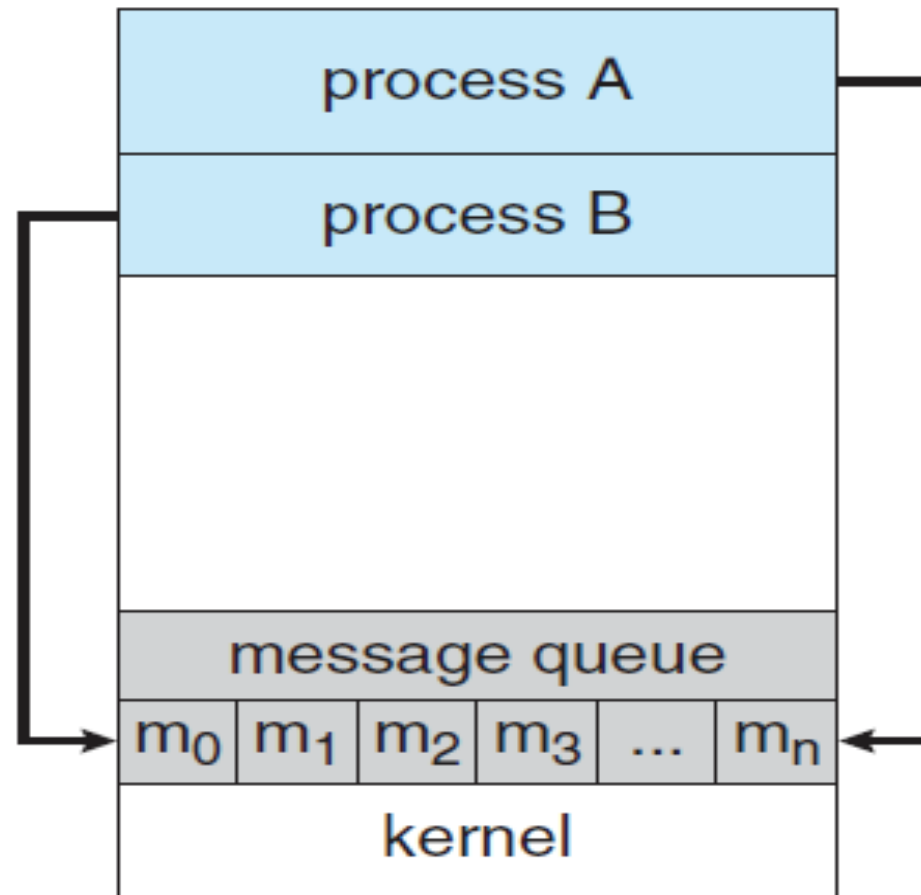 process A
process B
message queue
m0 m1 m2 m3 ... mn
kernel